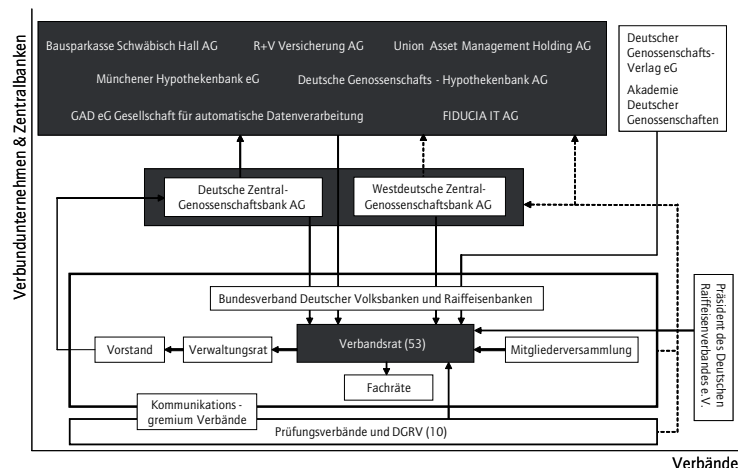 Verbundunternehmen & Zentralbanken
Bausparkasse Schwäbisch Hall AG
R+V Versicherung AG
Union Asset Management Holding AG
Münchener Hypothekenbank eG
Deutsche Genossenschafts - Hypothekenbank AG
GAD eG Gesellschaft für automatische Datenverarbeitung
FIDUCIA IT AG
Deutscher
Genossenschafts-
Verlag eG
Akademie
Deutscher
Genossenschaften
Deutsche Zentral-
Genossenschaftsbank AG
Westdeutsche Zentral-
Genossenschaftsbank AG
Bundesverband Deutscher Volksbanken und Raiffeisenbanken
Vorstand
Verwaltungsrat
Verbandsrat (53)
Mitgliederversammlung
Fachräte
Präsident des Deutschen
Raiffeisenverbandes e.V.
Kommunikations -
gremium Verbände
Prüfungsverbände und DGRV (10)
Verbände